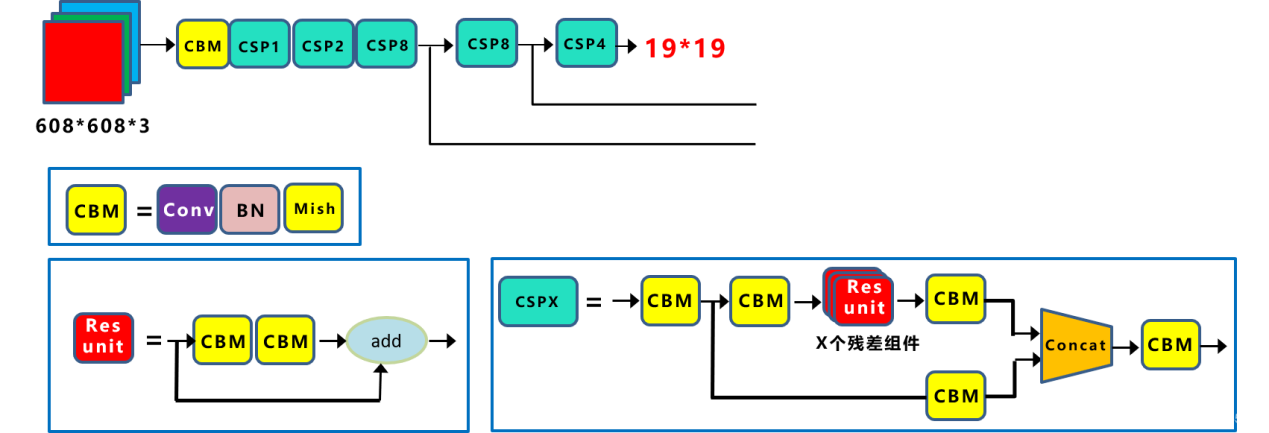 CBM CSP1 CSP2 CSP8 CSP8 CSP4 19*19
608*608*3
CBM = Conv BN Mish
Res unit = CBM CBM add
CSPX = CBM CBM Res unit CBM
X个残差组件
Concat CBM
CBM